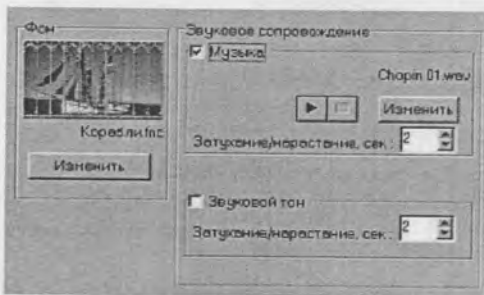 Фон
Корабли.fnc
Изменить
Звуковое сопровождение
Музыка
Chopin 01.wav
Изменить
Затухание/нарастание, сек.: 2
Звуковой тон
Затухание/нарастание, сек.: 2